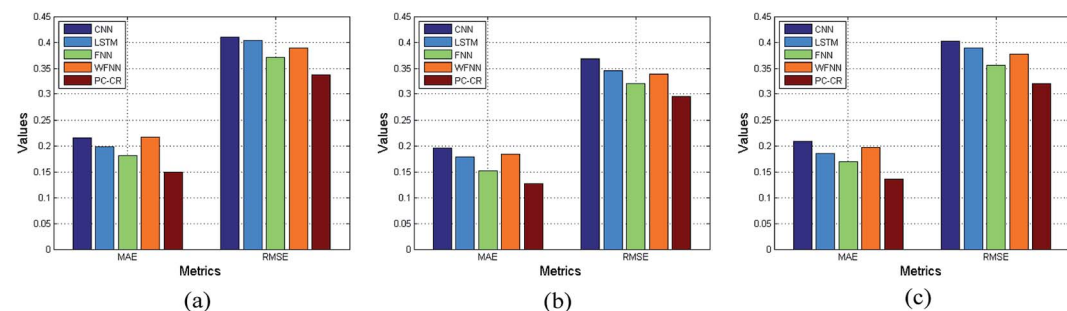 0.45
0.4
0.35
0.3
0.25
0.2
0.15
0.1
0.05
0
Values
CNN
LSTM
FNN
WFNN
PC-CR
MAE
RMSE
Metrics
(a)
0.45
0.4
0.35
0.3
0.25
0.2
0.15
0.1
0.05
0
Values
CNN
LSTM
FNN
WFNN
PC-CR
MAE
RMSE
Metrics
(b)
0.45
0.4
0.35
0.3
0.25
0.2
0.15
0.1
0.05
0
Values
CNN
LSTM
FNN
WFNN
PC-CR
MAE
RMSE
Metrics
(c)